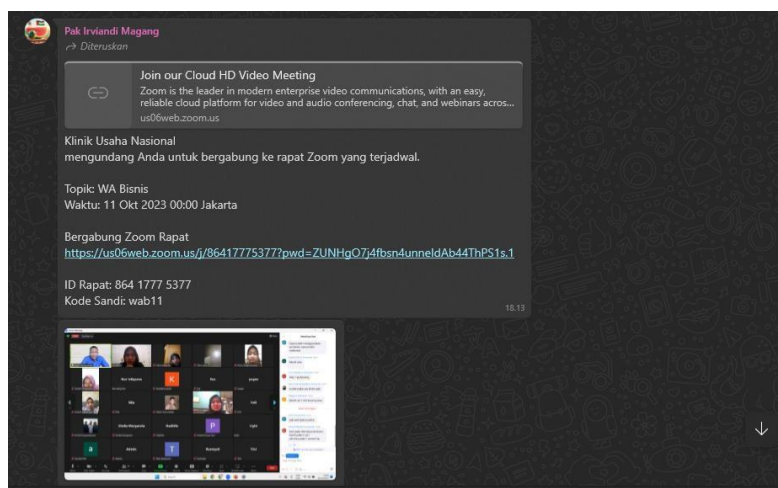 Pak Irviandi Magang
Diteruskan
Join our Cloud HD Video Meeting
Zoom is the leader in modern enterprise video communications, with an easy,
reliable cloud platform for video and audio conferencing, chat, and webinars acros...
us06web.zoom.us
Klinik Usaha Nasional
mengundang Anda untuk bergabung ke rapat Zoom yang terjadwal.
Topik: WA Bisnis
Waktu: 11 Okt 2023 00:00 Jakarta
Bergabung Zoom Rapat
https://us06web.zoom.us/j/86417775377?pwd=ZUNHgO7j4fbsn4unneIdAb44ThPS1s.1
ID Rapat: 864 1777 5377
Kode Sandi: wab11
18.13
K
P
a
T